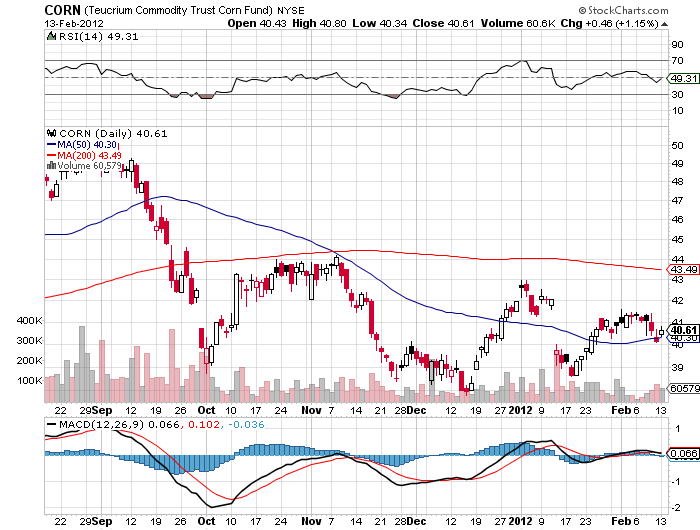 CORN (Teucrium Commodity Trust Corn Fund) NYSE
© StockCharts.com
13-Feb-2012
Open 40.43 High 40.80 Low 40.34 Close 40.61 Volume 60.6K Chg +0.46 (+1.15%)
RSI(14) 49.31
90
70
49.31
30
10
CORN (Daily) 40.61
MA(50) 40.30
MA(200) 43.49
Volume 60,579
50
49
48
47
46
45
44
43.49
42
41
40.61
40.30
40
39
400K
300K
200K
100K
60579
22 Sep 12 19 26 Oct 10 17 24 Nov 7 14 21 28 Dec 12 19 27 2012 9 17 23 Feb 6 13
MACD(12,26,9) 0.066, 0.102, -0.036
1
0.066
-1
-2
22 Sep 12 19 26 Oct 10 17 24 Nov 7 14 21 28 Dec 12 19 27 2012 9 17 23 Feb 6 13